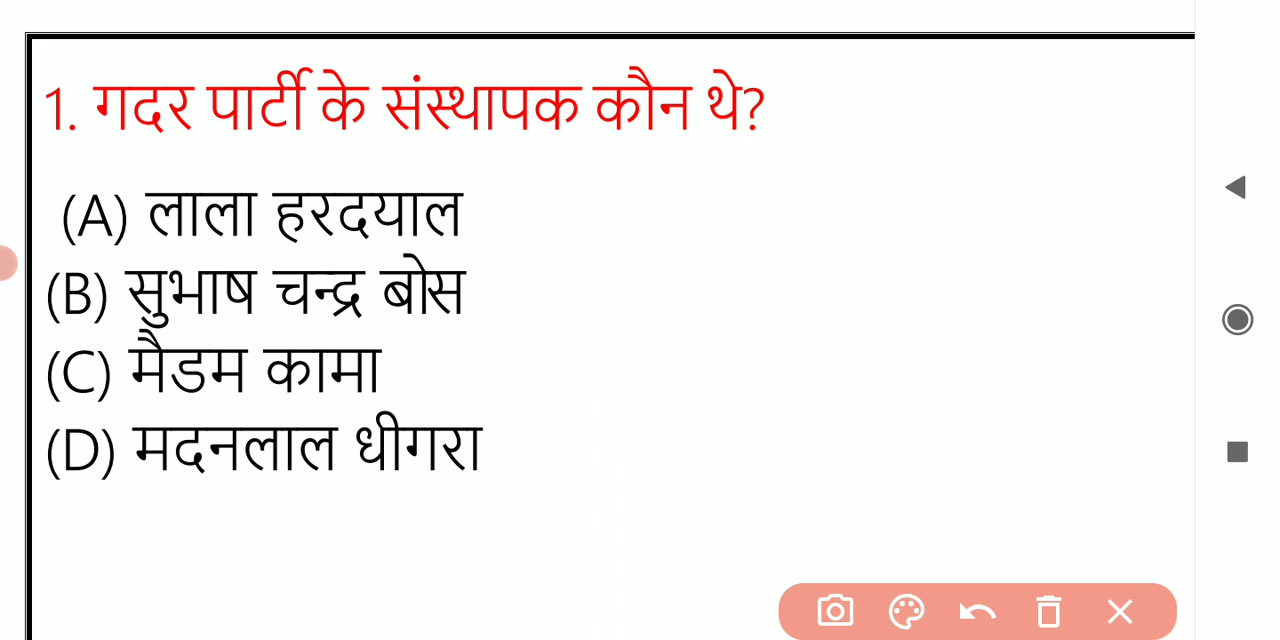 1. गदर पार्टी के संस्थापक कौन थे?
(A) लाला हरदयाल
(B) सुभाष चन्द्र बोस
(C) मैडम कामा
(D) मदनलाल धीगरा